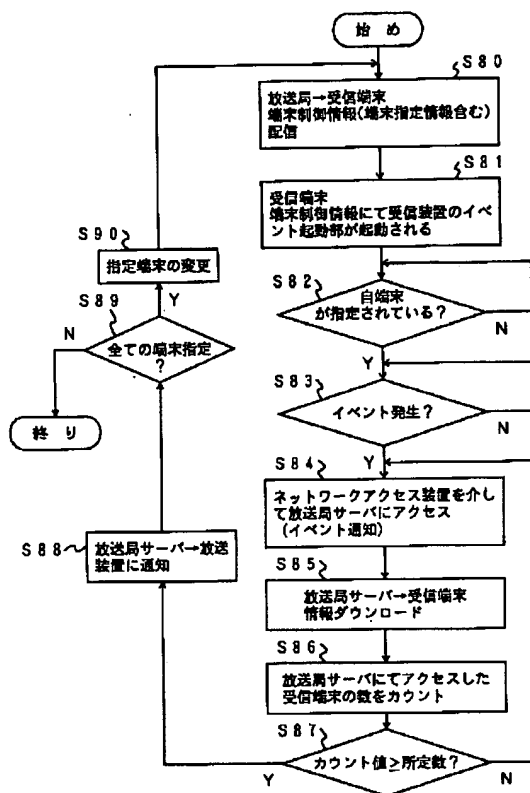 始め
S80
放送局→受信端末
端末制御情報(端末指定情報含む)
配信
S81
受信端末
端末制御情報にて受信装置のイベ
ント起動部が起動される
S82
自端末
が指定されている?
N
Y
S83
イベント発生?
N
Y
S84
ネットワークアクセス装置を介し
て放送局サーバにアクセス
(イベント通知)
S85
放送局サーバ→受信端末
情報ダウンロード
S86
放送局サーバにてアクセスした
受信端末の数をカウント
S87
カウント値≧所定数?
Y
N
S88
放送局サーバ→放送
装置に通知
S89
全ての端末指定
?
N
Y
終り
S90
指定端末の変更